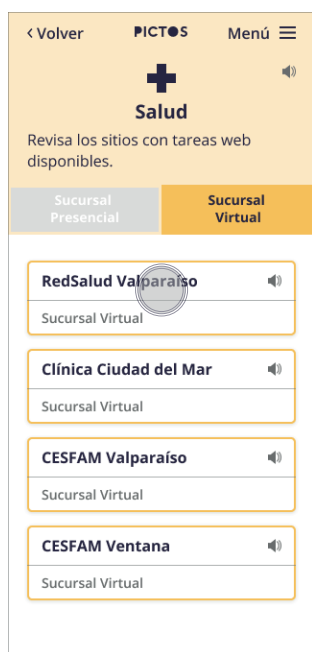 < Volver PICTOS Menú
Salud
Revisa los sitios con tareas web
disponibles.
Sucursal
Presencial
Sucursal
Virtual
RedSalud Valparaíso
Sucursal Virtual
Clínica Ciudad del Mar
Sucursal Virtual
CESFAM Valparaíso
Sucursal Virtual
CESFAM Ventana
Sucursal Virtual